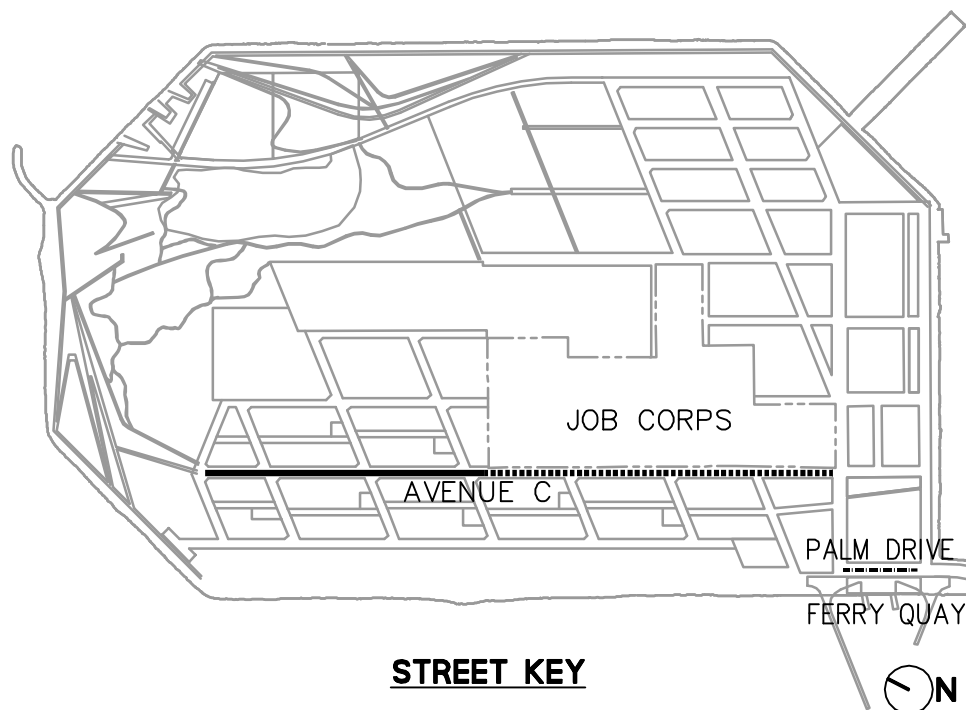 JOB CORPS
AVENUE C
PALM DRIVE
FERRY QUAY
STREET KEY
N